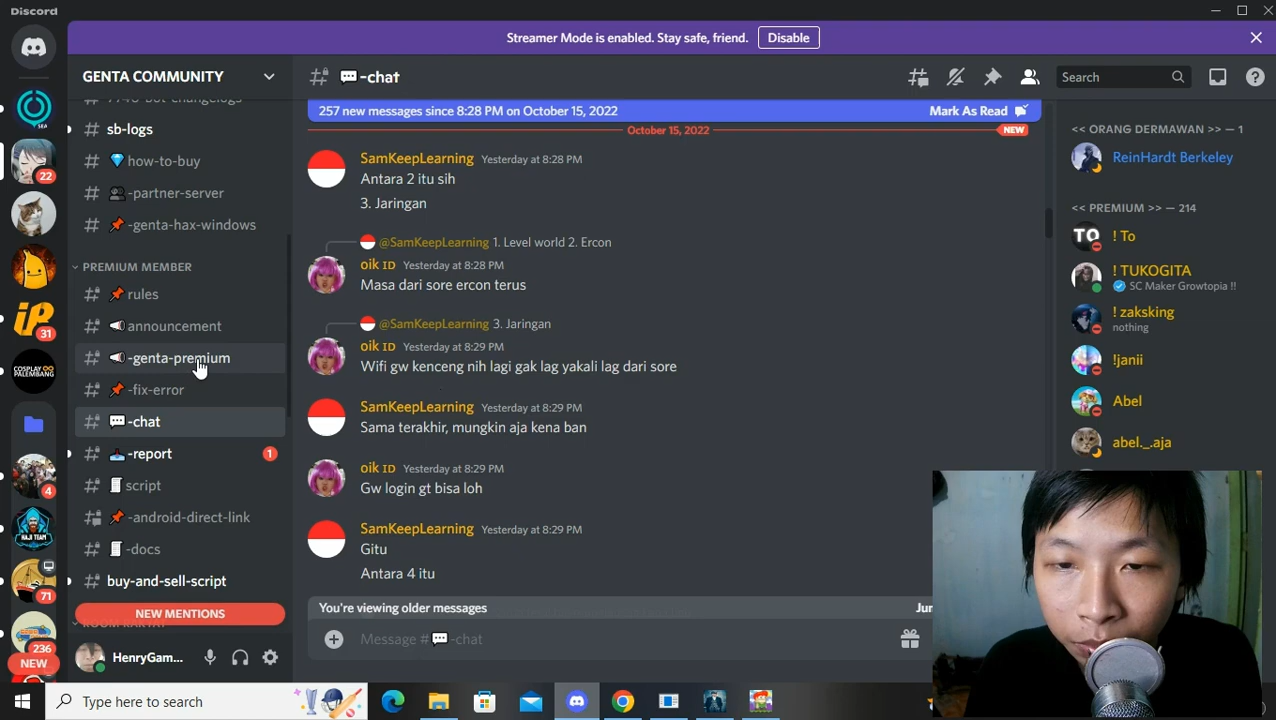 Discord
Streamer Mode is enabled. Stay safe, friend.
Disable
GENTA COMMUNITY
sb-logs
how-to-buy
-partner-server
-genta-hax-windows
PREMIUM MEMBER
rules
announcement
-genta-premium
-fix-error
-chat
-report
1
script
-android-direct-link
-docs
buy-and-sell-script
NEW MENTIONS
HenryGam...
22
31
COSPLAY
PALEMBANG
4
HAJI TEAM
71
236
NEW
-chat
Search
257 new messages since 8:28 PM on October 15, 2022
Mark As Read
October 15, 2022
NEW
SamKeepLearning Yesterday at 8:28 PM
Antara 2 itu sih
3. Jaringan
@SamKeepLearning 1. Level world 2. Ercon
oik ID Yesterday at 8:28 PM
Masa dari sore ercon terus
@SamKeepLearning 3. Jaringan
oik ID Yesterday at 8:29 PM
Wifi gw kenceng nih lagi gak lag yakali lag dari sore
SamKeepLearning Yesterday at 8:29 PM
Sama terakhir, mungkin aja kena ban
oik ID Yesterday at 8:29 PM
Gw login gt bisa loh
SamKeepLearning Yesterday at 8:29 PM
Gitu
Antara 4 itu
You're viewing older messages
Message # -chat
<< ORANG DERMAWAN >> — 1
ReinHardt Berkeley
<< PREMIUM >> — 214
TO
! To
! TUKOGITA
SC Maker Growtopia !!
! zaksking
nothing
!janii
Abel
abel._.aja
Type here to search